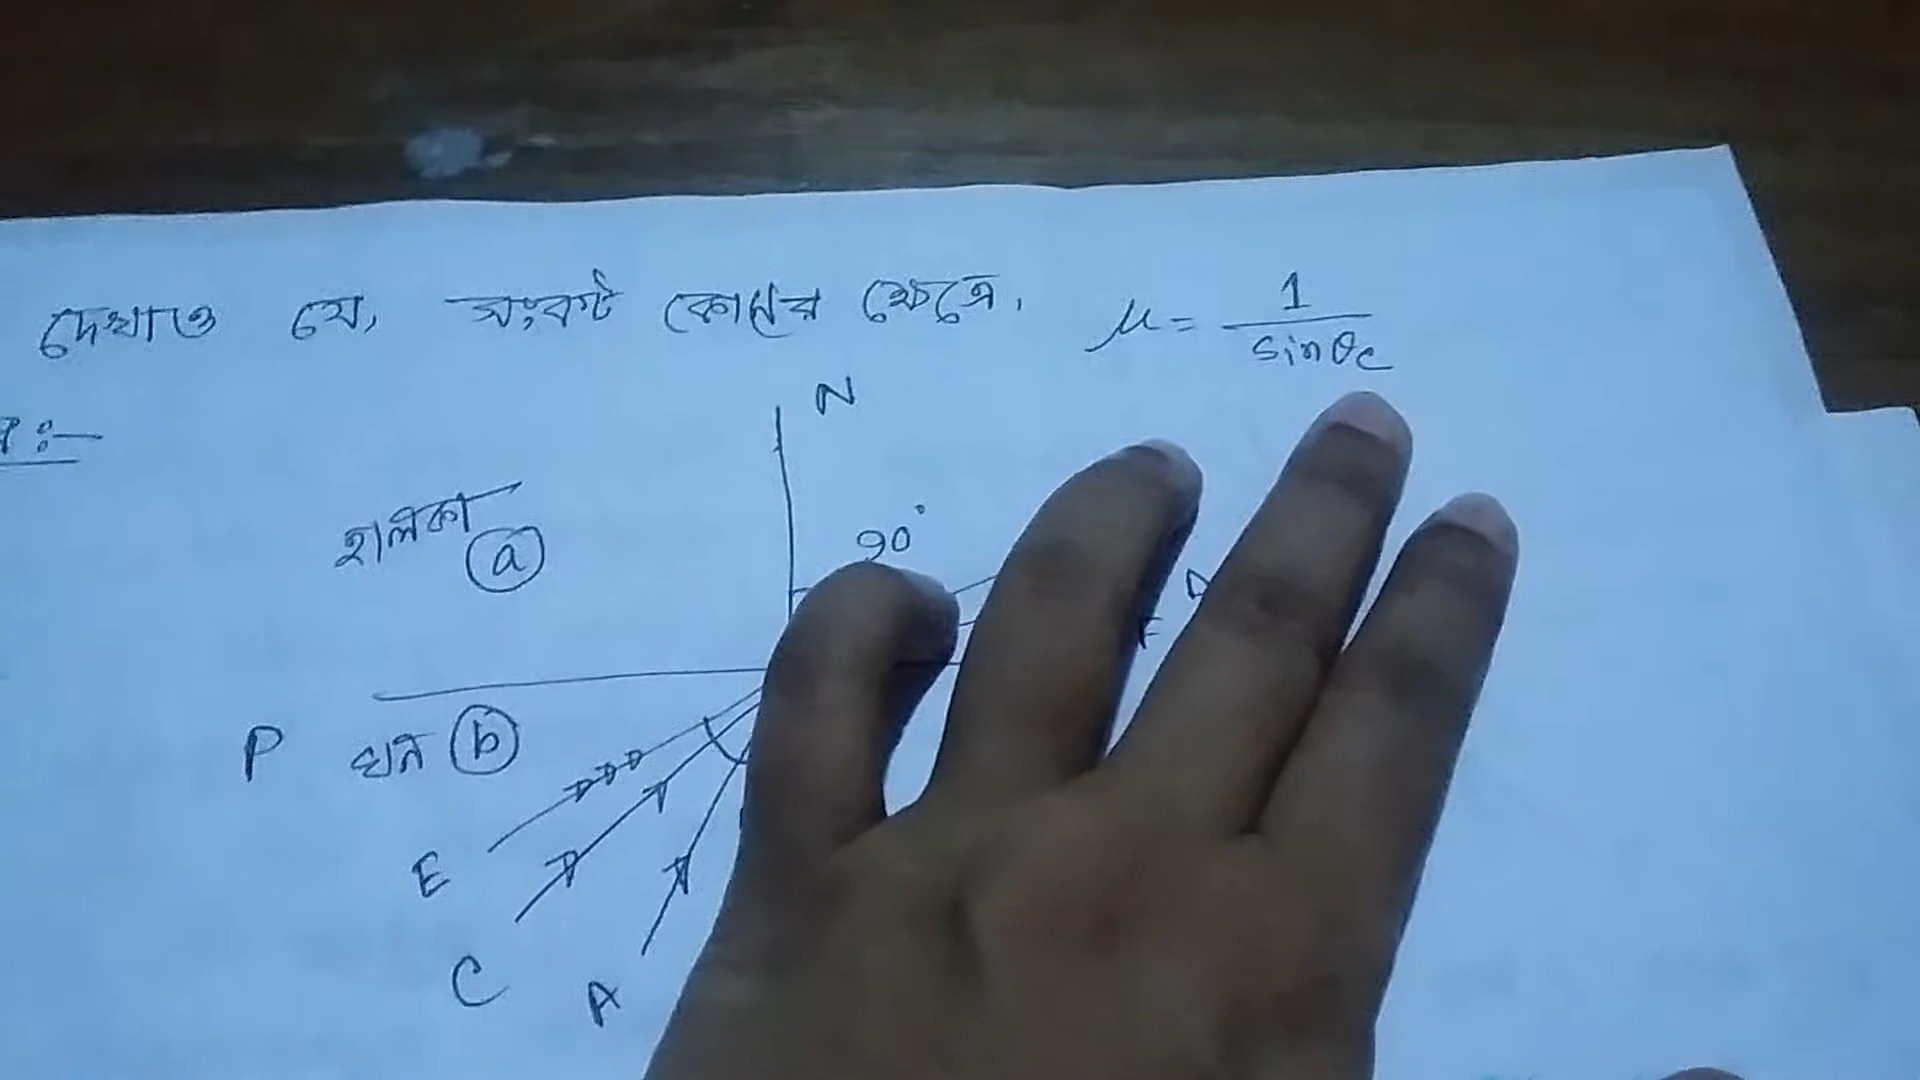 দেখাও যে, সংকট কোণের ক্ষেত্রে, μ = 1/sinθc
N
হালকা a
90°
D
F
P ঘন b
E
C
A